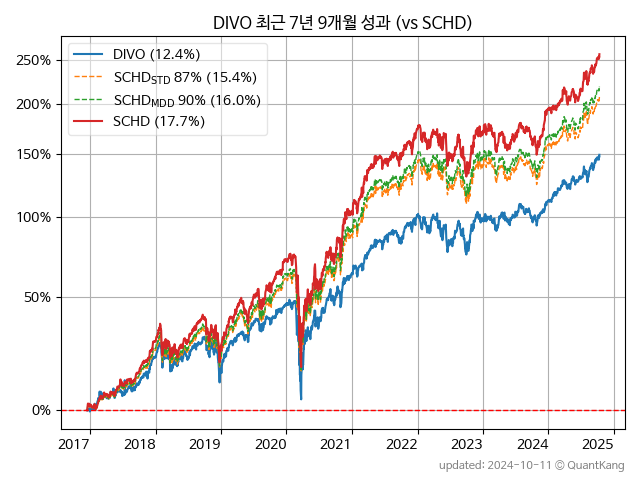 DIVO 최근 7년 9개월 성과 (vs SCHD)
DIVO (12.4%)
SCHD_STD 87% (15.4%)
SCHD_MDD 90% (16.0%)
SCHD (17.7%)
250%
200%
150%
100%
50%
0%
2017 2018 2019 2020 2021 2022 2023 2024 2025
updated: 2024-10-11 © QuantKang